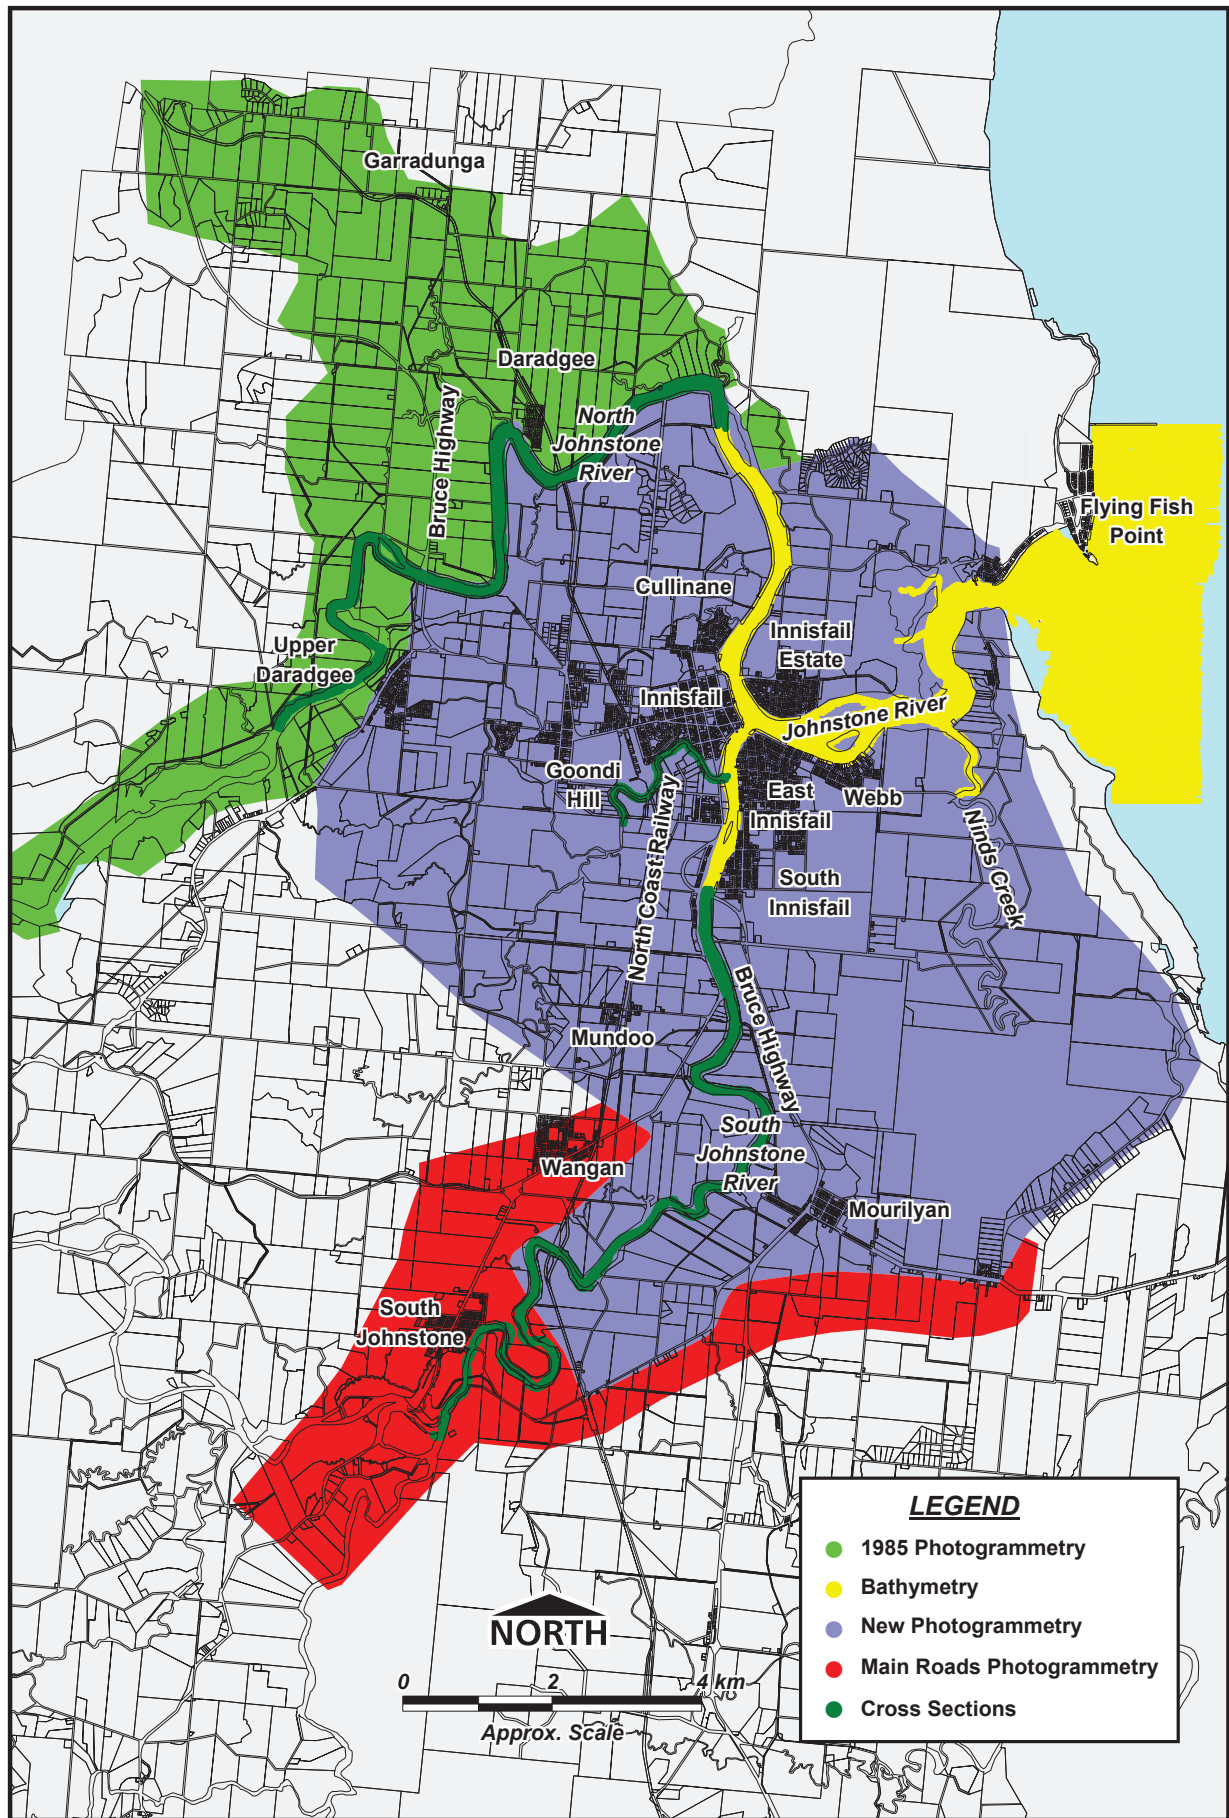 Garradunga
Daradgee
Bruce Highway
North
Johnstone
River
Flying Fish
Point
Cullinane
Innisfail
Estate
Upper
Daradgee
Innisfail
Johnstone River
Goondi
Hill
North Coast Railway
East
Innisfail
Webb
Ninds Creek
South
Innisfail
Bruce Highway
Mundoo
South
Johnstone
River
Wangan
Mourilyan
South
Johnstone
LEGEND
1985 Photogrammetry
Bathymetry
New Photogrammetry
Main Roads Photogrammetry
Cross Sections
NORTH
0 2 4 km
Approx. Scale